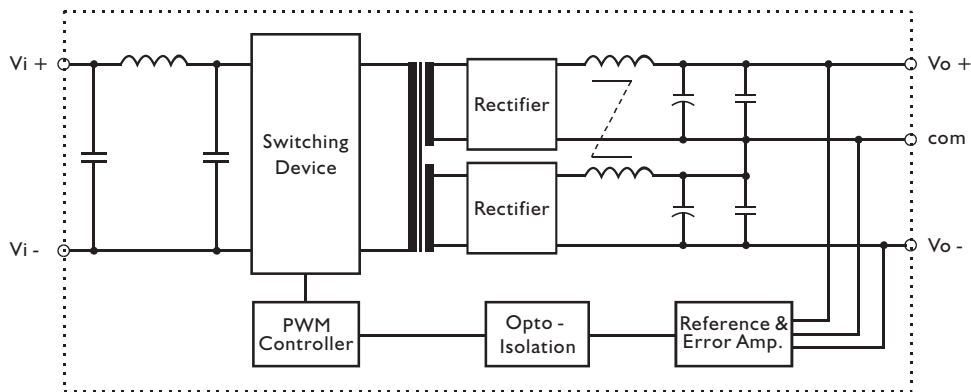 Vi +
Vo +
Rectifier
Switching
Device
com
Rectifier
Vi -
Vo -
PWM
Controller
Opto -
Isolation
Reference &
Error Amp.